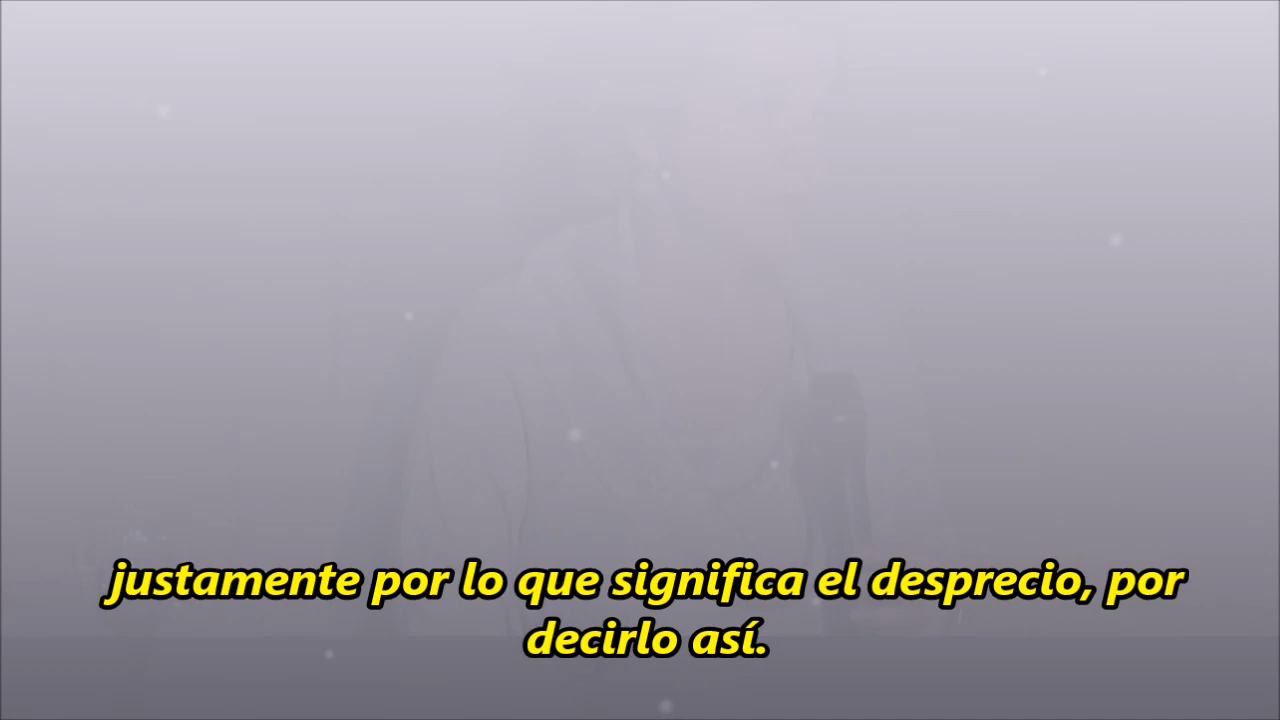 justamente por lo que significa el desprecio, por
decirlo así.